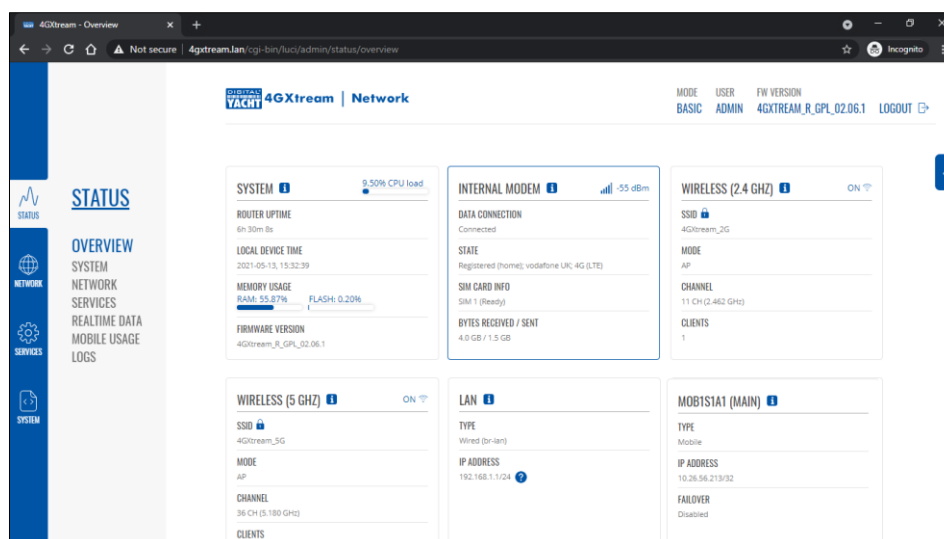 4GXtream - Overview
Not secure | 4gxtream.lan/cgi-bin/luci/admin/status/overview
Incognito
DIGITAL YACHT 4GXtream | Network
MODE USER FW VERSION
BASIC ADMIN 4GXTREAM_R_GPL_02.06.1 LOGOUT
STATUS
NETWORK
SERVICES
SYSTEM
STATUS
OVERVIEW
SYSTEM
NETWORK
SERVICES
REALTIME DATA
MOBILE USAGE
LOGS
SYSTEM 9.50% CPU load
ROUTER UPTIME
6h 30m 8s
LOCAL DEVICE TIME
2021-05-13, 15:32:39
MEMORY USAGE
RAM: 55.87% FLASH: 0.20%
FIRMWARE VERSION
4GXtream_R_GPL_02.06.1
INTERNAL MODEM -55 dBm
DATA CONNECTION
Connected
STATE
Registered (home); vodafone UK; 4G (LTE)
SIM CARD INFO
SIM 1 (Ready)
BYTES RECEIVED / SENT
4.0 GB / 1.5 GB
WIRELESS (2.4 GHZ) ON
SSID
4GXtream_2G
MODE
AP
CHANNEL
11 CH (2.462 GHz)
CLIENTS
1
WIRELESS (5 GHZ) ON
SSID
4GXtream_5G
MODE
AP
CHANNEL
36 CH (5.180 GHz)
CLIENTS
LAN
TYPE
Wired (br-lan)
IP ADDRESS
192.168.1.1/24
MOB1S1A1 (MAIN)
TYPE
Mobile
IP ADDRESS
10.26.56.213/32
FAILOVER
Disabled